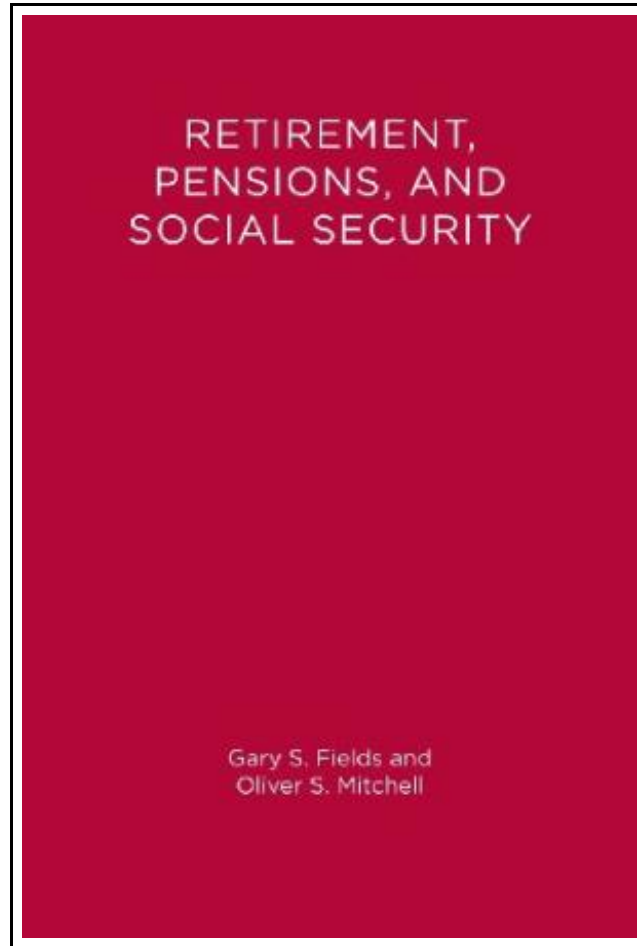 RETIREMENT,
PENSIONS, AND
SOCIAL SECURITY
Gary S. Fields and
Oliver S. Mitchell